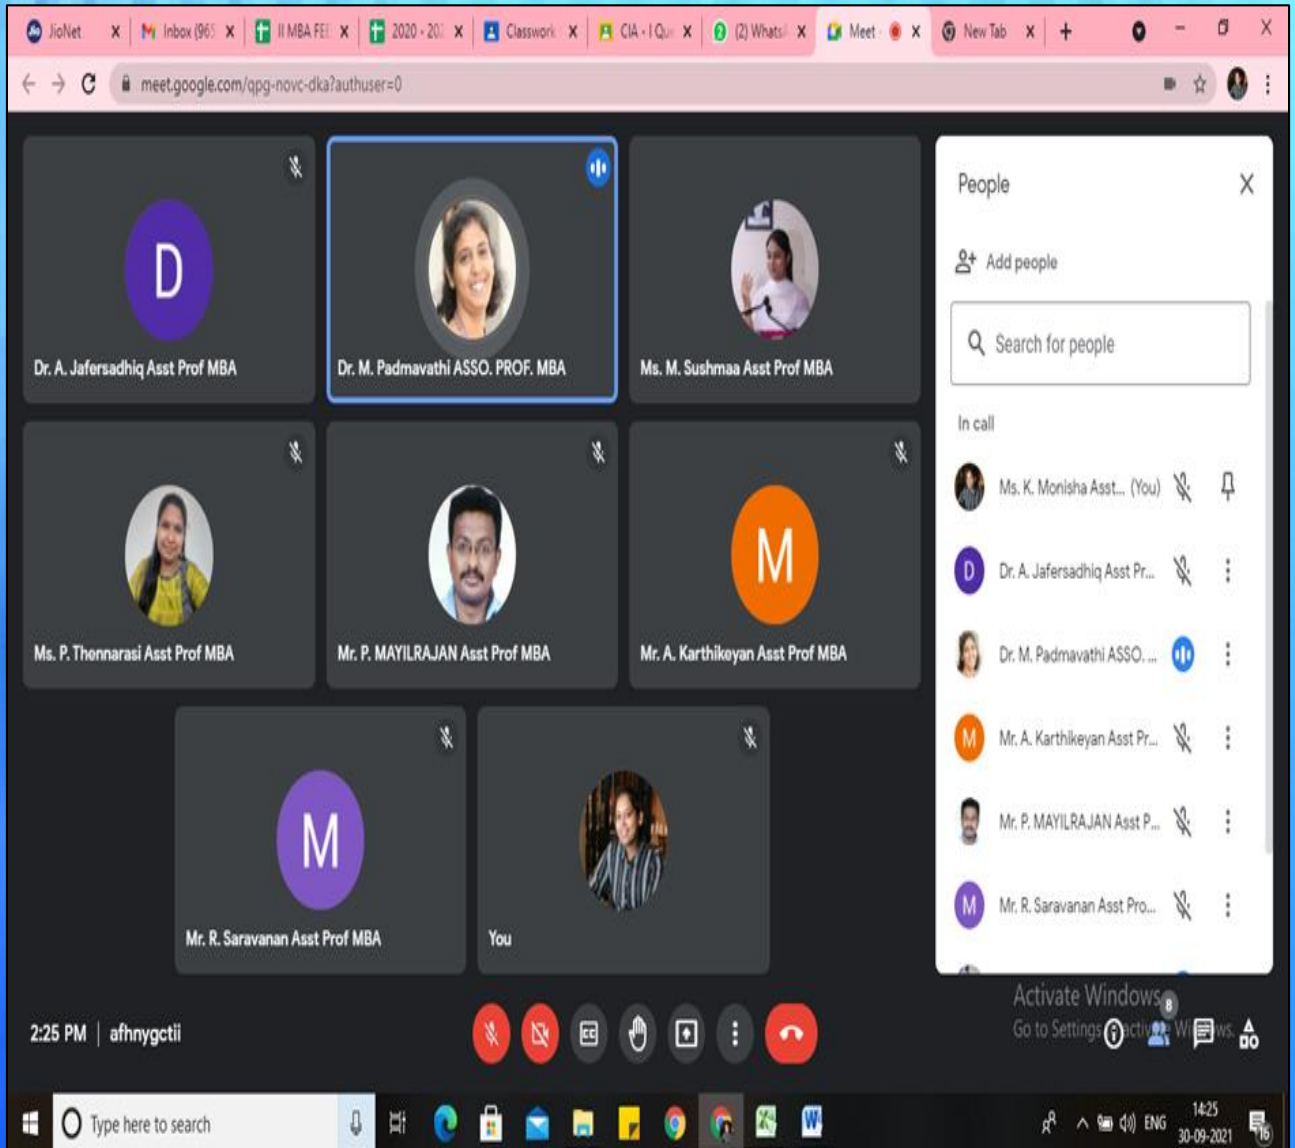 JioNet
Inbox (965
II MBA FEE
2020 - 202
Classwork
CIA - I Que
(2) WhatsA
Meet -
New Tab
meet.google.com/qpg-novc-dka?authuser=0
D
Dr. A. Jafersadhiq Asst Prof MBA
Dr. M. Padmavathi ASSO. PROF. MBA
Ms. M. Sushmaa Asst Prof MBA
Ms. P. Thennarasi Asst Prof MBA
Mr. P. MAYILRAJAN Asst Prof MBA
M
Mr. A. Karthikeyan Asst Prof MBA
M
Mr. R. Saravanan Asst Prof MBA
You
People
Add people
Search for people
In call
Ms. K. Monisha Asst... (You)
D
Dr. A. Jafersadhiq Asst Pr...
Dr. M. Padmavathi ASSO. ...
M
Mr. A. Karthikeyan Asst Pr...
Mr. P. MAYILRAJAN Asst P...
M
Mr. R. Saravanan Asst Pro...
Activate Windows
8
Go to Settings
2:25 PM | afhnygctii
CC
Type here to search
ENG
14:25
30-09-2021
16